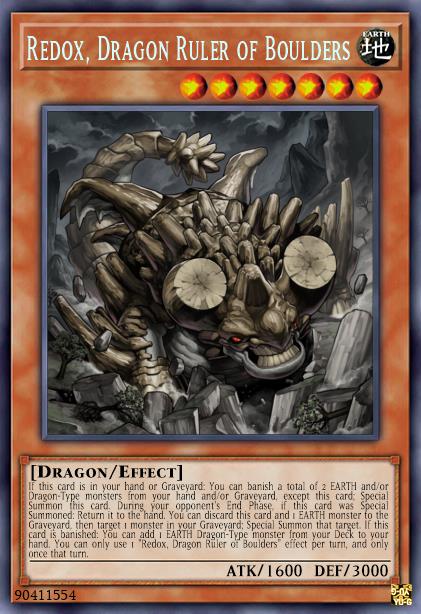 Redox, Dragon Ruler of Boulders
EARTH
地
[Dragon/Effect]
If this card is in your hand or Graveyard: You can banish a total of 2 EARTH and/or
Dragon-Type monsters from your hand and/or Graveyard, except this card; Special
Summon this card. During your opponent's End Phase, if this card was Special
Summoned: Return it to the hand. You can discard this card and 1 EARTH monster to the
Graveyard, then target 1 monster in your Graveyard; Special Summon that target. If this
card is banished: You can add 1 EARTH Dragon-Type monster from your Deck to your
hand. You can only use 1 "Redox, Dragon Ruler of Boulders" effect per turn, and only
once that turn.
ATK/1600 DEF/3000
90411554